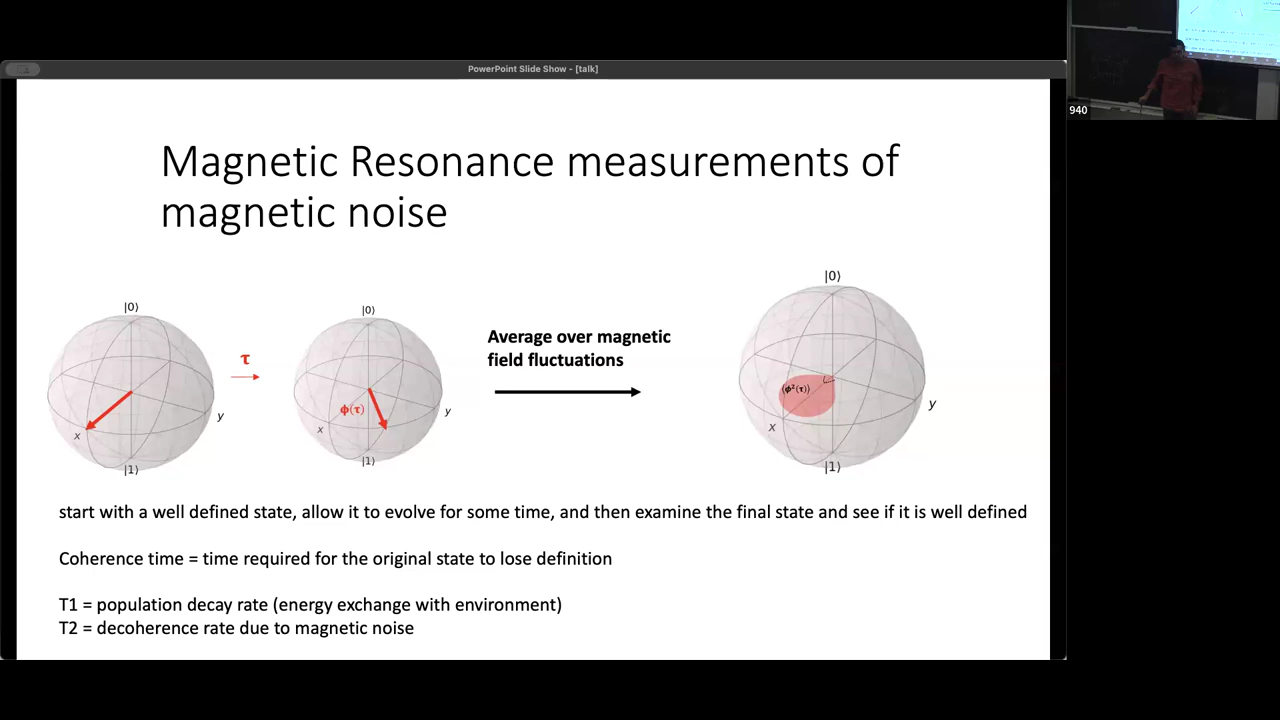 PowerPoint Slide Show - [talk]
940
Magnetic Resonance measurements of
magnetic noise
|0⟩
x
y
|1⟩
τ
|0⟩
ϕ(τ)
x
y
|1⟩
Average over magnetic
field fluctuations
|0⟩
⟨ϕ²(τ)⟩
x
y
|1⟩
start with a well defined state, allow it to evolve for some time, and then examine the final state and see if it is well defined
Coherence time = time required for the original state to lose definition
T1 = population decay rate (energy exchange with environment)
T2 = decoherence rate due to magnetic noise